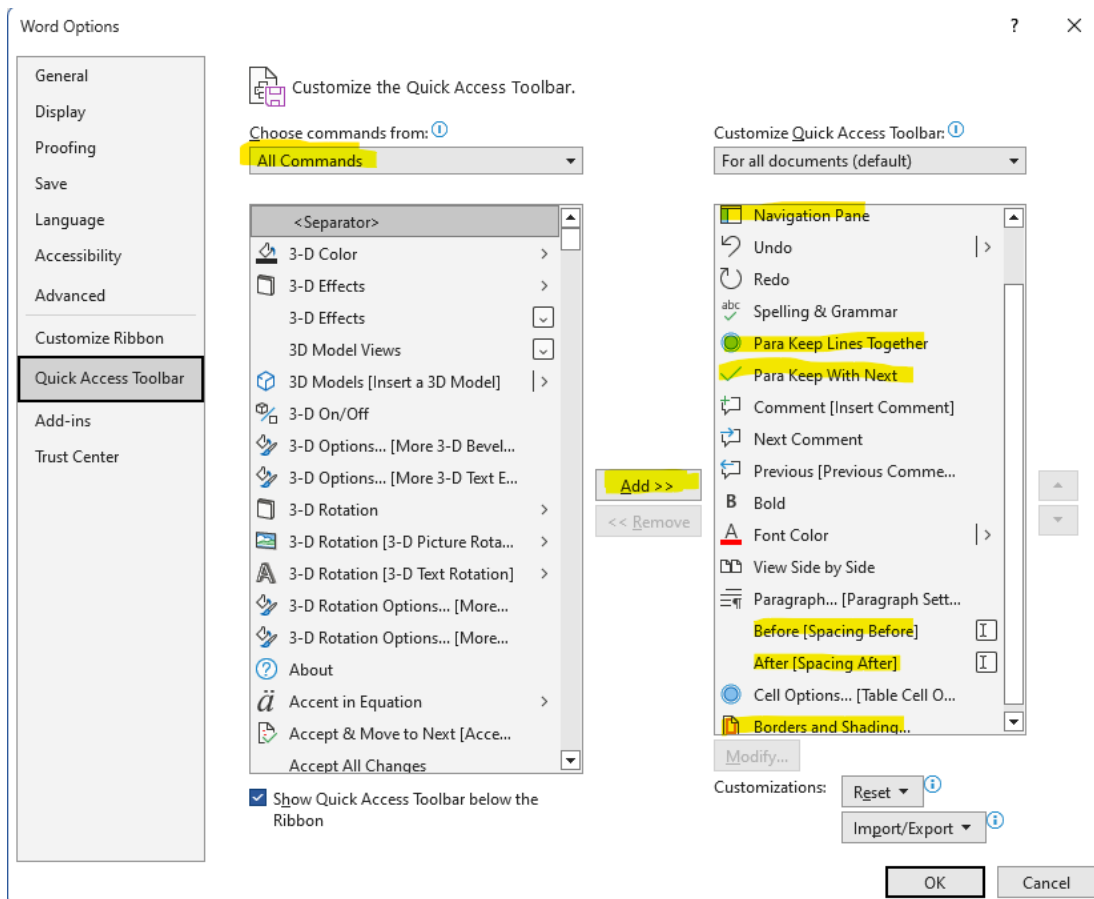 Word Options
?
General
Display
Proofing
Save
Language
Accessibility
Advanced
Customize Ribbon
Quick Access Toolbar
Add-ins
Trust Center
Customize the Quick Access Toolbar.
Choose commands from:
All Commands
<Separator>
3-D Color
3-D Effects
3-D Effects
3D Model Views
3D Models [Insert a 3D Model]
3-D On/Off
3-D Options... [More 3-D Bevel...
3-D Options... [More 3-D Text E...
3-D Rotation
3-D Rotation [3-D Picture Rota...
3-D Rotation [3-D Text Rotation]
3-D Rotation Options... [More...
3-D Rotation Options... [More...
About
Accent in Equation
Accept & Move to Next [Acce...
Accept All Changes
Show Quick Access Toolbar below the
Ribbon
Add >>
<< Remove
Customize Quick Access Toolbar:
For all documents (default)
Navigation Pane
Undo
Redo
abc
Spelling & Grammar
Para Keep Lines Together
Para Keep With Next
Comment [Insert Comment]
Next Comment
Previous [Previous Comme...
B Bold
A Font Color
View Side by Side
Paragraph... [Paragraph Sett...
Before [Spacing Before]
After [Spacing After]
Cell Options... [Table Cell O...
Borders and Shading...
Modify...
Customizations:
Reset
Import/Export
OK
Cancel